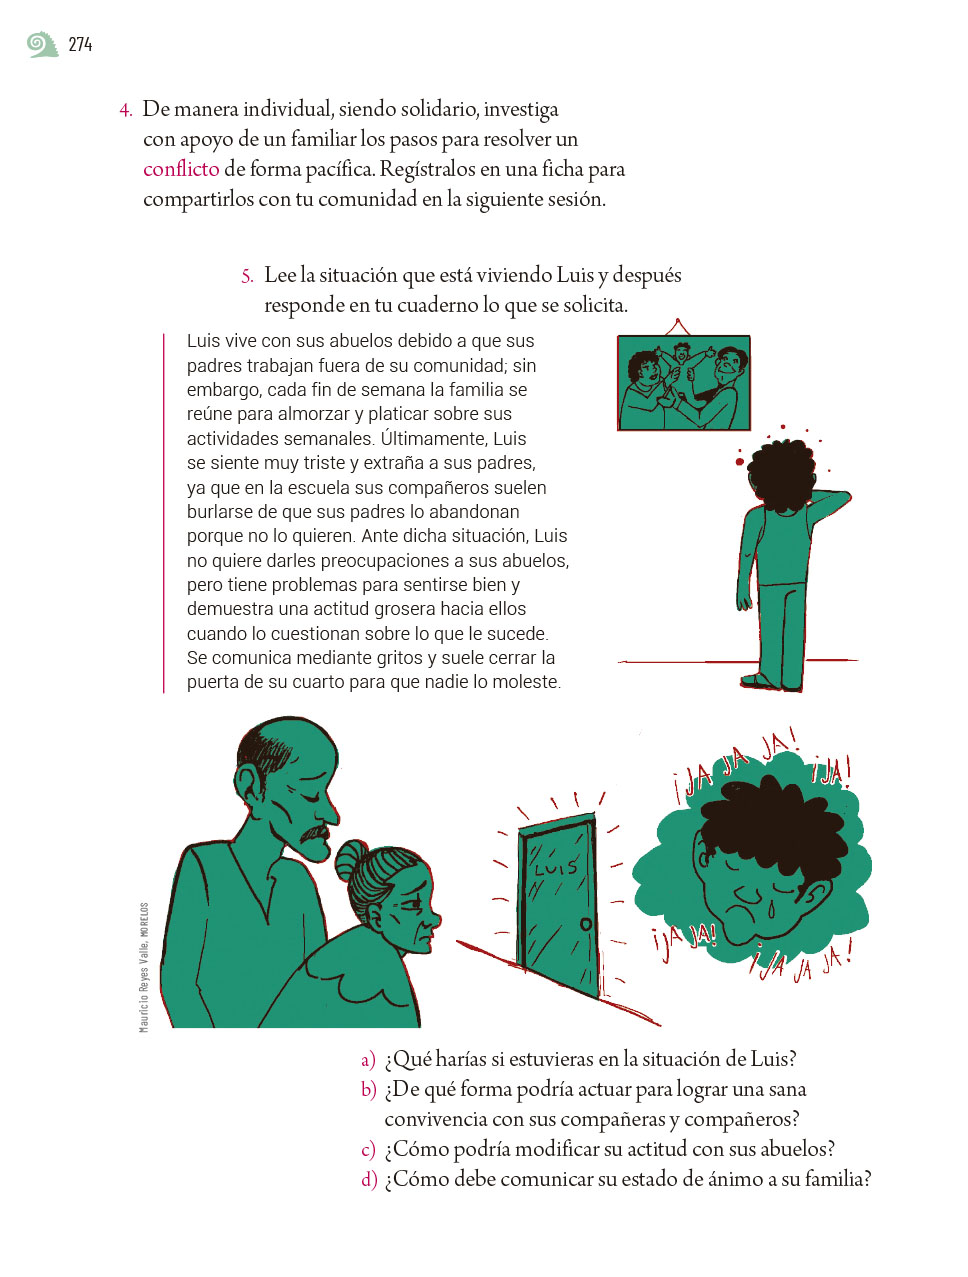 274
4. De manera individual, siendo solidario, investiga
con apoyo de un familiar los pasos para resolver un
conflicto de forma pacífica. Regístralos en una ficha para
compartirlos con tu comunidad en la siguiente sesión.
5. Lee la situación que está viviendo Luis y después
responde en tu cuaderno lo que se solicita.
Luis vive con sus abuelos debido a que sus
padres trabajan fuera de su comunidad; sin
embargo, cada fin de semana la familia se
reúne para almorzar y platicar sobre sus
actividades semanales. Últimamente, Luis
se siente muy triste y extraña a sus padres,
ya que en la escuela sus compañeros suelen
burlarse de que sus padres lo abandonan
porque no lo quieren. Ante dicha situación, Luis
no quiere darles preocupaciones a sus abuelos,
pero tiene problemas para sentirse bien y
demuestra una actitud grosera hacia ellos
cuando lo cuestionan sobre lo que le sucede.
Se comunica mediante gritos y suele cerrar la
puerta de su cuarto para que nadie lo moleste.
¡JA JA JA!
¡JA!
LUIS
¡JA JA!
¡JA JA JA!
Mauricio Reyes Valle, MORELOS
a) ¿Qué harías si estuvieras en la situación de Luis?
b) ¿De qué forma podría actuar para lograr una sana
convivencia con sus compañeras y compañeros?
c) ¿Cómo podría modificar su actitud con sus abuelos?
d) ¿Cómo debe comunicar su estado de ánimo a su familia?